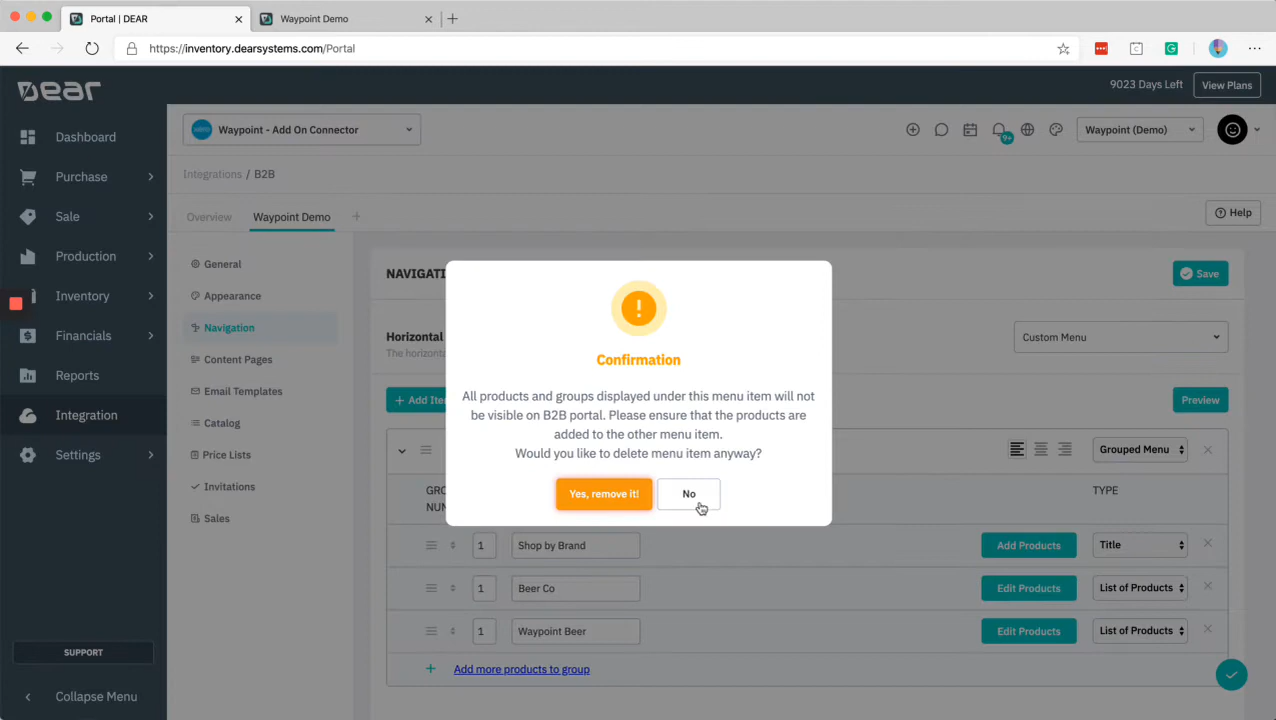 Portal | DEAR
Waypoint Demo
https://inventory.dearsystems.com/Portal
Dear
9023 Days Left
View Plans
Dashboard
Waypoint - Add On Connector
9+
Waypoint (Demo)
Purchase
Integrations / B2B
Sale
Overview
Waypoint Demo
Help
Production
General
NAVIGATI
Save
Inventory
Appearance
Financials
Navigation
Horizontal
The horizonta
Custom Menu
Reports
Content Pages
Integration
Email Templates
+ Add Ite
Preview
Settings
Catalog
Price Lists
Invitations
Sales
Confirmation
All products and groups displayed under this menu item will not
be visible on B2B portal. Please ensure that the products are
added to the other menu item.
Would you like to delete menu item anyway?
Yes, remove it!
No
Grouped Menu
GRO
NUM
TYPE
1
Shop by Brand
Add Products
Title
1
Beer Co
Edit Products
List of Products
1
Waypoint Beer
Edit Products
List of Products
+ Add more products to group
SUPPORT
Collapse Menu